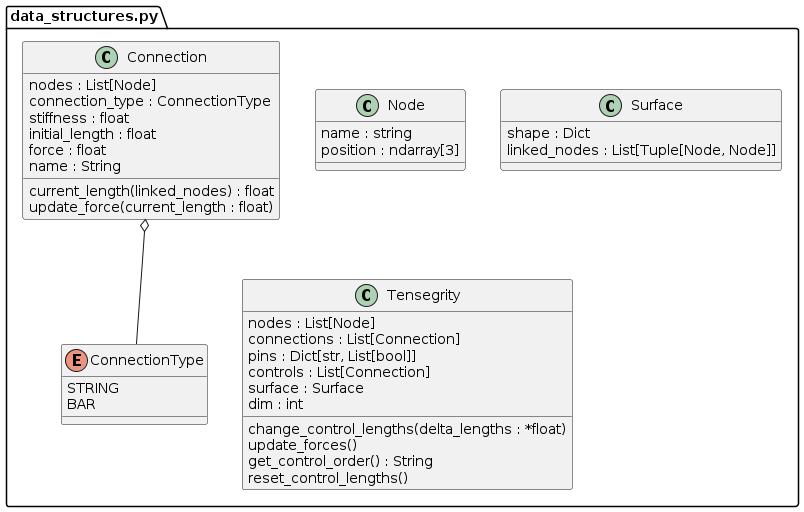 data_structures.py
C Connection
nodes : List[Node]
connection_type : ConnectionType
stiffness : float
initial_length : float
force : float
name : String
current_length(linked_nodes) : float
update_force(current_length : float)
C Node
name : string
position : ndarray[3]
C Surface
shape : Dict
linked_nodes : List[Tuple[Node, Node]]
E ConnectionType
STRING
BAR
C Tensegrity
nodes : List[Node]
connections : List[Connection]
pins : Dict[str, List[bool]]
controls : List[Connection]
surface : Surface
dim : int
change_control_lengths(delta_lengths : *float)
update_forces()
get_control_order() : String
reset_control_lengths()